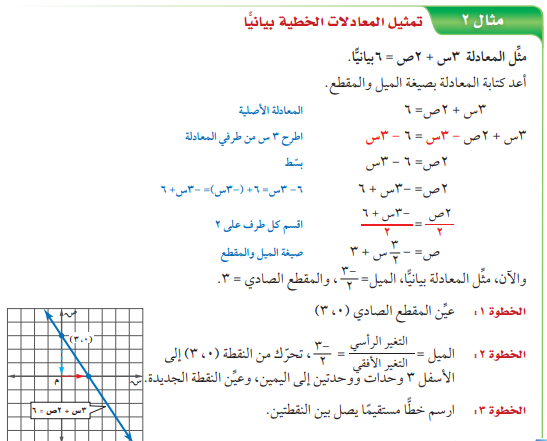 مثال ٢ تمثيل المعادلات الخطية بيانيًّا
مثِّل المعادلة ٣س + ٢ص = ٦ بيانيًّا.
أعد كتابة المعادلة بصيغة الميل والمقطع.
٣س + ٢ص = ٦ المعادلة الأصلية
٣س + ٢ص − ٣س = ٦ − ٣س اطرح ٣ س من طرفي المعادلة
٢ص = ٦ − ٣س بسّط
٢ص = −٣س + ٦ ٦ − ٣س = ٦ + (−٣س) = −٣س + ٦
٢ص/٢ = −٣س + ٦/٢ اقسم كل طرف على ٢
ص = −٣/٢ س + ٣ صيغة الميل والمقطع
والآن، مثِّل المعادلة بيانيًّا، الميل = −٣/٢، والمقطع الصادي = ٣.
الخطوة ١: عيِّن المقطع الصادي (٣،٠)
الخطوة ٢: الميل = التغير الرأسي/التغير الأفقي = −٣/٢، تحرّك من النقطة (٣،٠) إلى
الأسفل ٣ وحدات ووحدتين إلى اليمين، وعيِّن النقطة الجديدة.
الخطوة ٣: ارسم خطًّا مستقيمًا يصل بين النقطتين.
ص
(٣،٠)
م
س
٣س + ٢ص = ٦